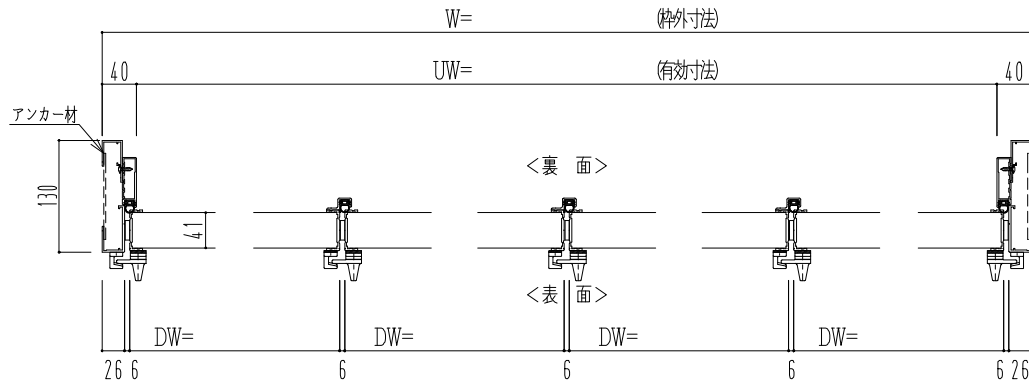 W= (枠外寸法)
40 UW= (有効寸法) 40
アンカー材
130
<裏 面>
41
<表 面>
DW= DW= DW= DW=
26 6 6 6 6 6 26